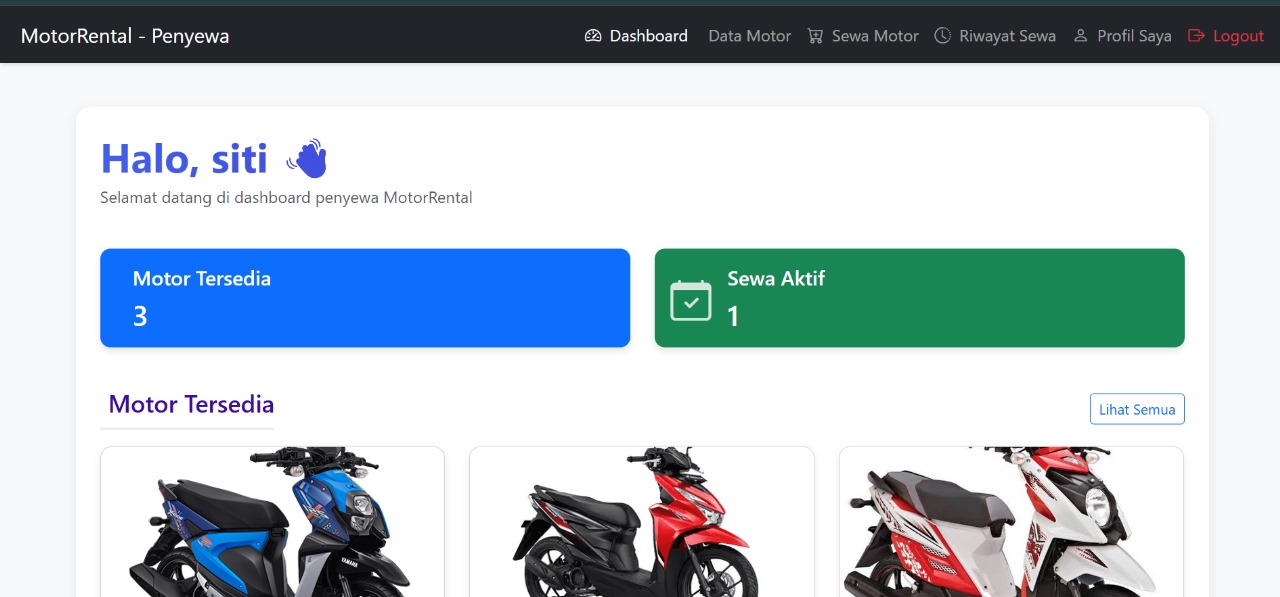 MotorRental - Penyewa
Dashboard
Data Motor
Sewa Motor
Riwayat Sewa
Profil Saya
Logout
Halo, siti
Selamat datang di dashboard penyewa MotorRental
Motor Tersedia
3
Sewa Aktif
1
Motor Tersedia
Lihat Semua
YAMAHA